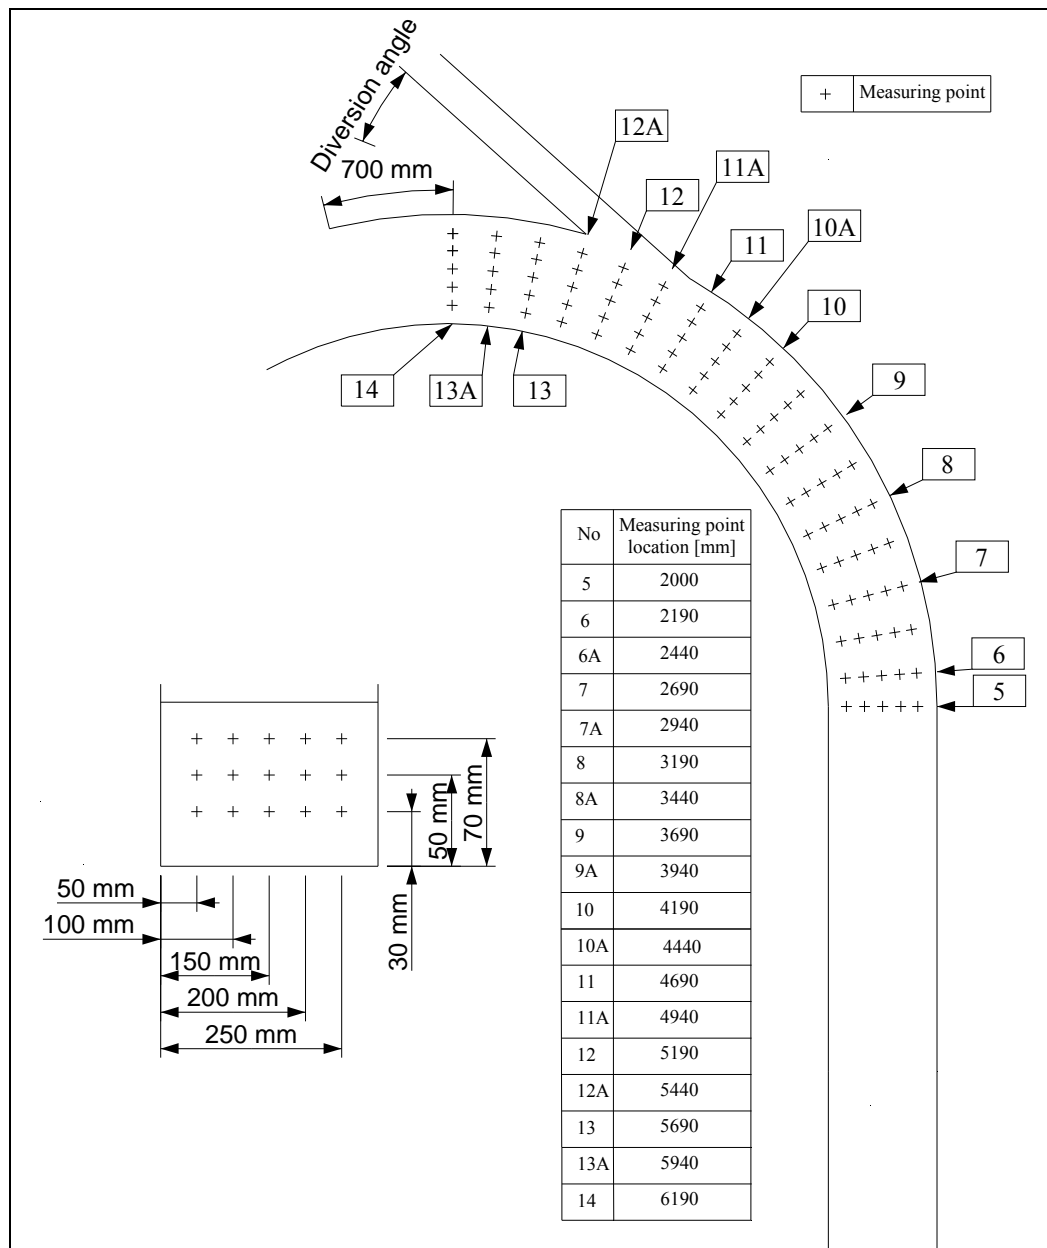 Diversion angle
700 mm
12A
+ Measuring point
11A
12
10A
11
10
14
13A
13
9
8
7
6
5
No Measuring point
location [mm]
5 2000
6 2190
6A 2440
7 2690
7A 2940
8 3190
8A 3440
9 3690
9A 3940
10 4190
10A 4440
11 4690
11A 4940
12 5190
12A 5440
13 5690
13A 5940
14 6190
50 mm
100 mm
150 mm
200 mm
250 mm
30 mm
50 mm
70 mm